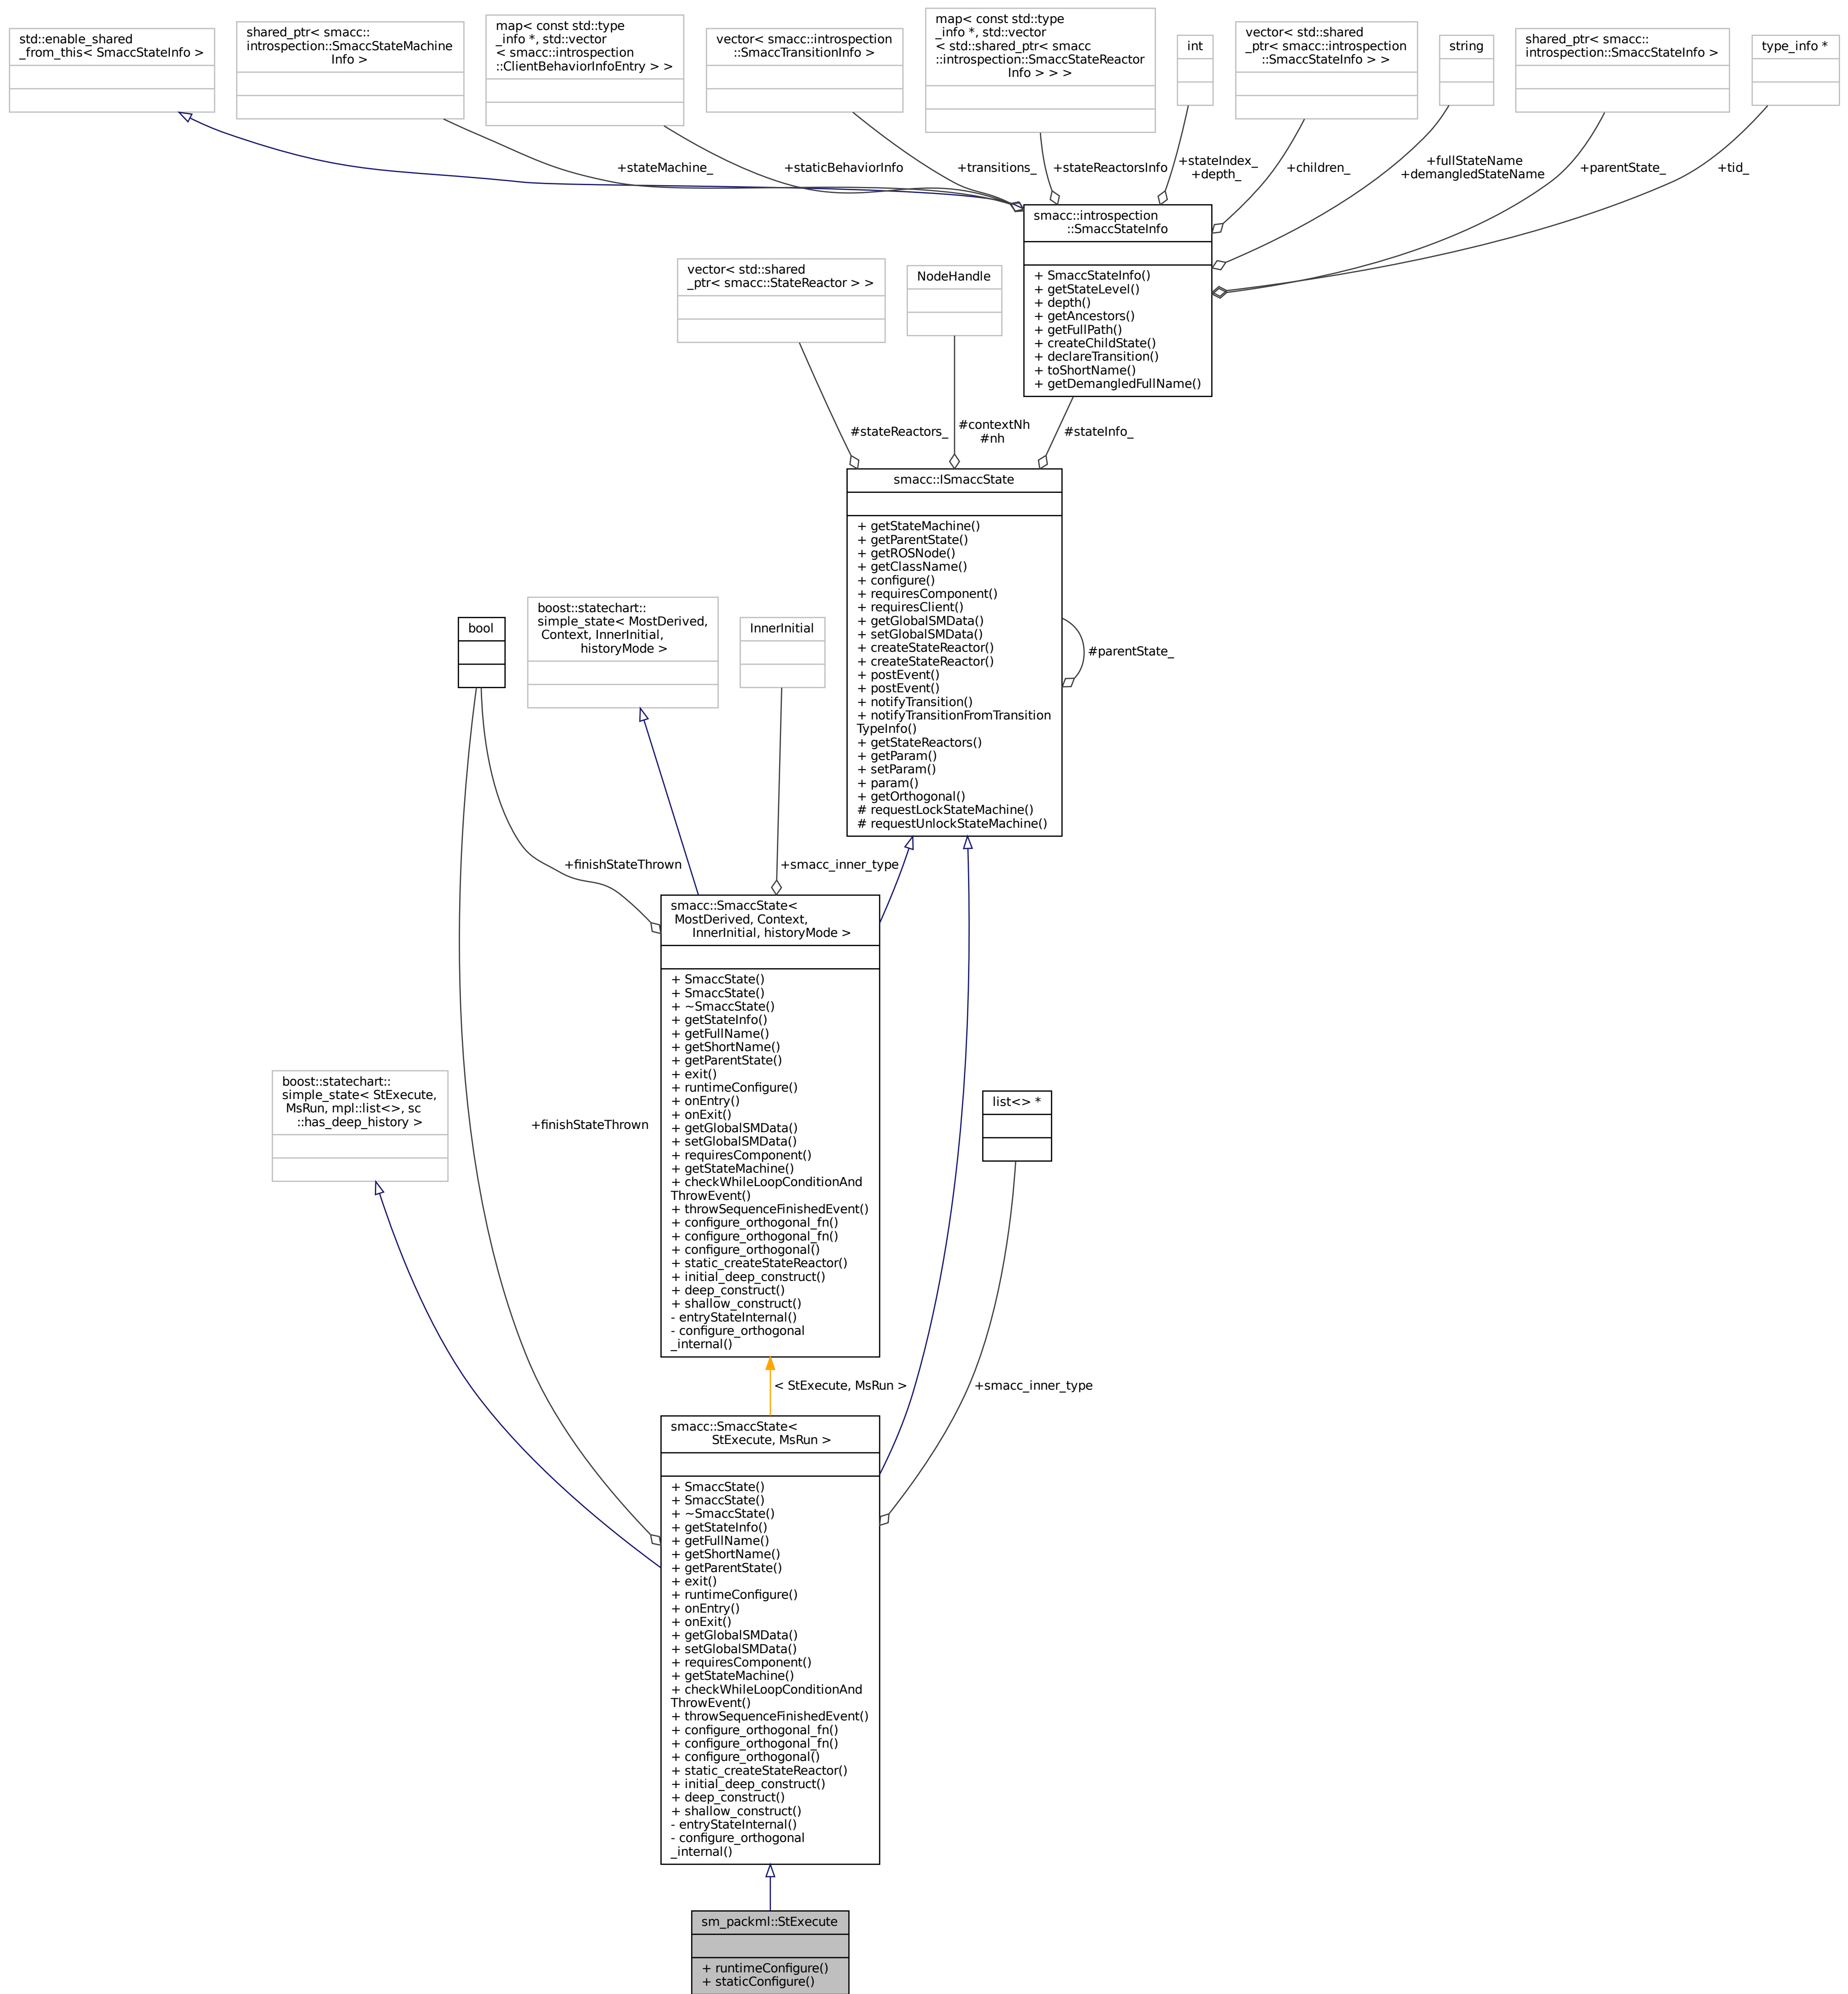 std::enable_shared
_from_this< SmaccStateInfo >
shared_ptr< smacc::
introspection::SmaccStateMachine
Info >
map< const std::type
_info *, std::vector
< smacc::introspection
::ClientBehaviorInfoEntry > >
vector< smacc::introspection
::SmaccTransitionInfo >
map< const std::type
_info *, std::vector
< std::shared_ptr< smacc
::introspection::SmaccStateReactor
Info > > >
int
vector< std::shared
_ptr< smacc::introspection
::SmaccStateInfo > >
string
shared_ptr< smacc::
introspection::SmaccStateInfo >
type_info *
+stateMachine_
+staticBehaviorInfo
+transitions_
+stateReactorsInfo
+stateIndex_
+depth_
+children_
+fullStateName
+demangledStateName
+parentState_
+tid_
smacc::introspection
::SmaccStateInfo
+ SmaccStateInfo()
+ getStateLevel()
+ depth()
+ getAncestors()
+ getFullPath()
+ createChildState()
+ declareTransition()
+ toShortName()
+ getDemangledFullName()
vector< std::shared
_ptr< smacc::StateReactor > >
NodeHandle
#stateReactors_
#contextNh
#nh
#stateInfo_
smacc::ISmaccState
+ getStateMachine()
+ getParentState()
+ getROSNode()
+ getClassName()
+ configure()
+ requiresComponent()
+ requiresClient()
+ getGlobalSMData()
+ setGlobalSMData()
+ createStateReactor()
+ createStateReactor()
+ postEvent()
+ postEvent()
+ notifyTransition()
+ notifyTransitionFromTransition
TypeInfo()
+ getStateReactors()
+ getParam()
+ setParam()
+ param()
+ getOrthogonal()
# requestLockStateMachine()
# requestUnlockStateMachine()
#parentState_
bool
boost::statechart::
simple_state< MostDerived,
Context, InnerInitial,
historyMode >
InnerInitial
+finishStateThrown
+smacc_inner_type
smacc::SmaccState<
MostDerived, Context,
InnerInitial, historyMode >
+ SmaccState()
+ SmaccState()
+ ~SmaccState()
+ getStateInfo()
+ getFullName()
+ getShortName()
+ getParentState()
+ exit()
+ runtimeConfigure()
+ onEntry()
+ onExit()
+ getGlobalSMData()
+ setGlobalSMData()
+ requiresComponent()
+ getStateMachine()
+ checkWhileLoopConditionAnd
ThrowEvent()
+ throwSequenceFinishedEvent()
+ configure_orthogonal_fn()
+ configure_orthogonal_fn()
+ configure_orthogonal()
+ static_createStateReactor()
+ initial_deep_construct()
+ deep_construct()
+ shallow_construct()
- entryStateInternal()
- configure_orthogonal
_internal()
boost::statechart::
simple_state< StExecute,
MsRun, mpl::list<>, sc
::has_deep_history >
+finishStateThrown
list<> *
< StExecute, MsRun >
+smacc_inner_type
smacc::SmaccState<
StExecute, MsRun >
+ SmaccState()
+ SmaccState()
+ ~SmaccState()
+ getStateInfo()
+ getFullName()
+ getShortName()
+ getParentState()
+ exit()
+ runtimeConfigure()
+ onEntry()
+ onExit()
+ getGlobalSMData()
+ setGlobalSMData()
+ requiresComponent()
+ getStateMachine()
+ checkWhileLoopConditionAnd
ThrowEvent()
+ throwSequenceFinishedEvent()
+ configure_orthogonal_fn()
+ configure_orthogonal_fn()
+ configure_orthogonal()
+ static_createStateReactor()
+ initial_deep_construct()
+ deep_construct()
+ shallow_construct()
- entryStateInternal()
- configure_orthogonal
_internal()
sm_packml::StExecute
+ runtimeConfigure()
+ staticConfigure()